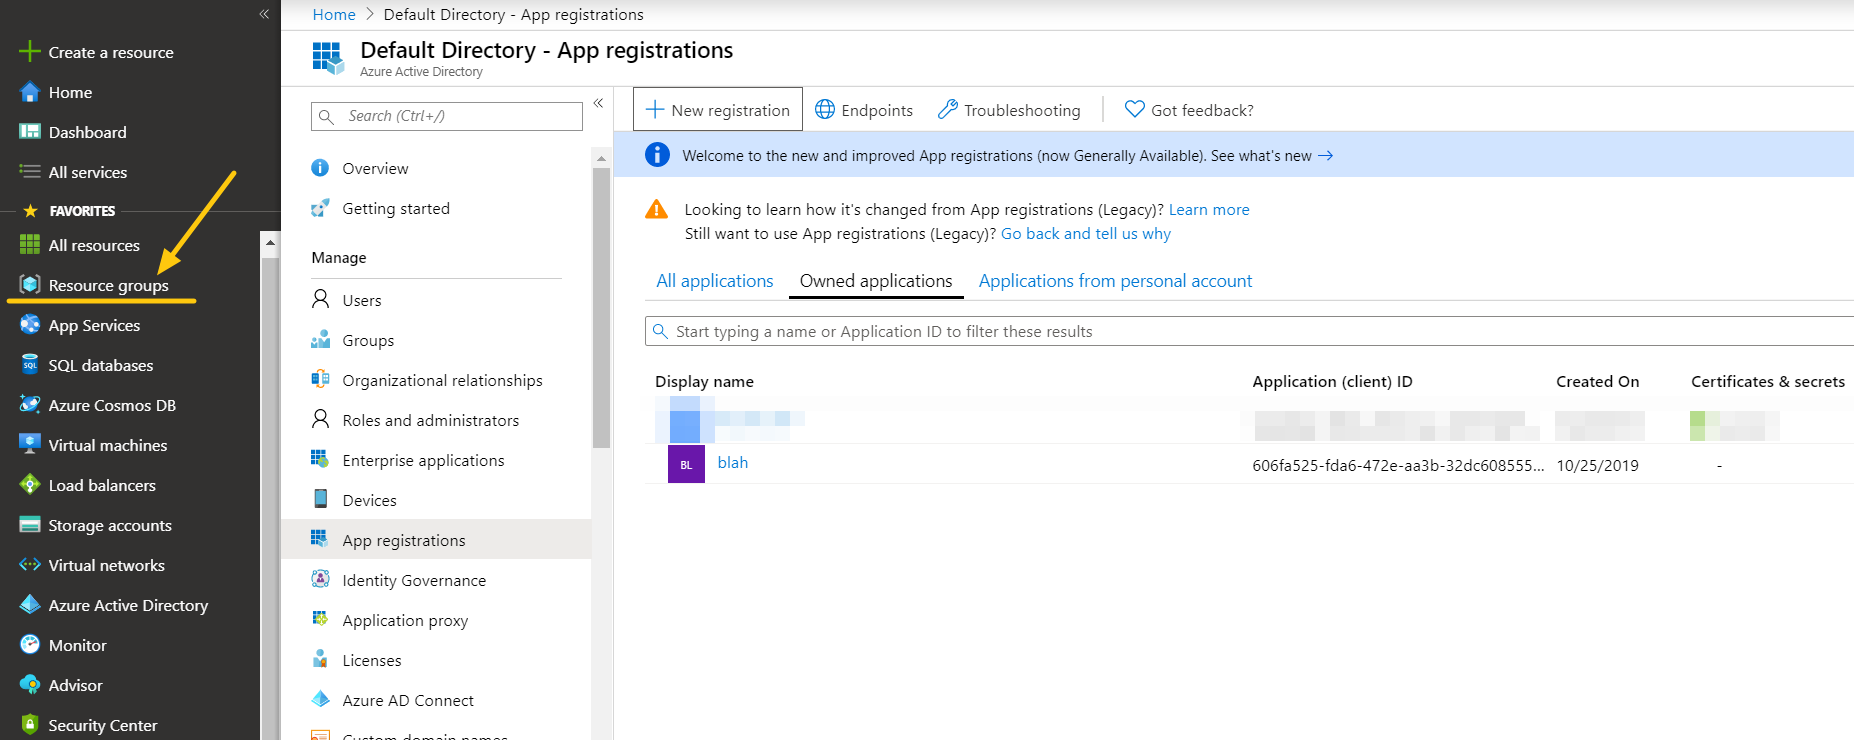 Create a resource
Home
Dashboard
All services
FAVORITES
All resources
Resource groups
App Services
SQL databases
Azure Cosmos DB
Virtual machines
Load balancers
Storage accounts
Virtual networks
Azure Active Directory
Monitor
Advisor
Security Center
Home > Default Directory - App registrations
Default Directory - App registrations
Azure Active Directory
Search (Ctrl+/)
Overview
Getting started
Manage
Users
Groups
Organizational relationships
Roles and administrators
Enterprise applications
Devices
App registrations
Identity Governance
Application proxy
Licenses
Azure AD Connect
Custom domain names
New registration Endpoints Troubleshooting Got feedback?
Welcome to the new and improved App registrations (now Generally Available). See what's new →
Looking to learn how it's changed from App registrations (Legacy)? Learn more
Still want to use App registrations (Legacy)? Go back and tell us why
All applications Owned applications Applications from personal account
Start typing a name or Application ID to filter these results
Display name Application (client) ID Created On Certificates & secrets
BL blah 606fa525-fda6-472e-aa3b-32dc608555... 10/25/2019 -